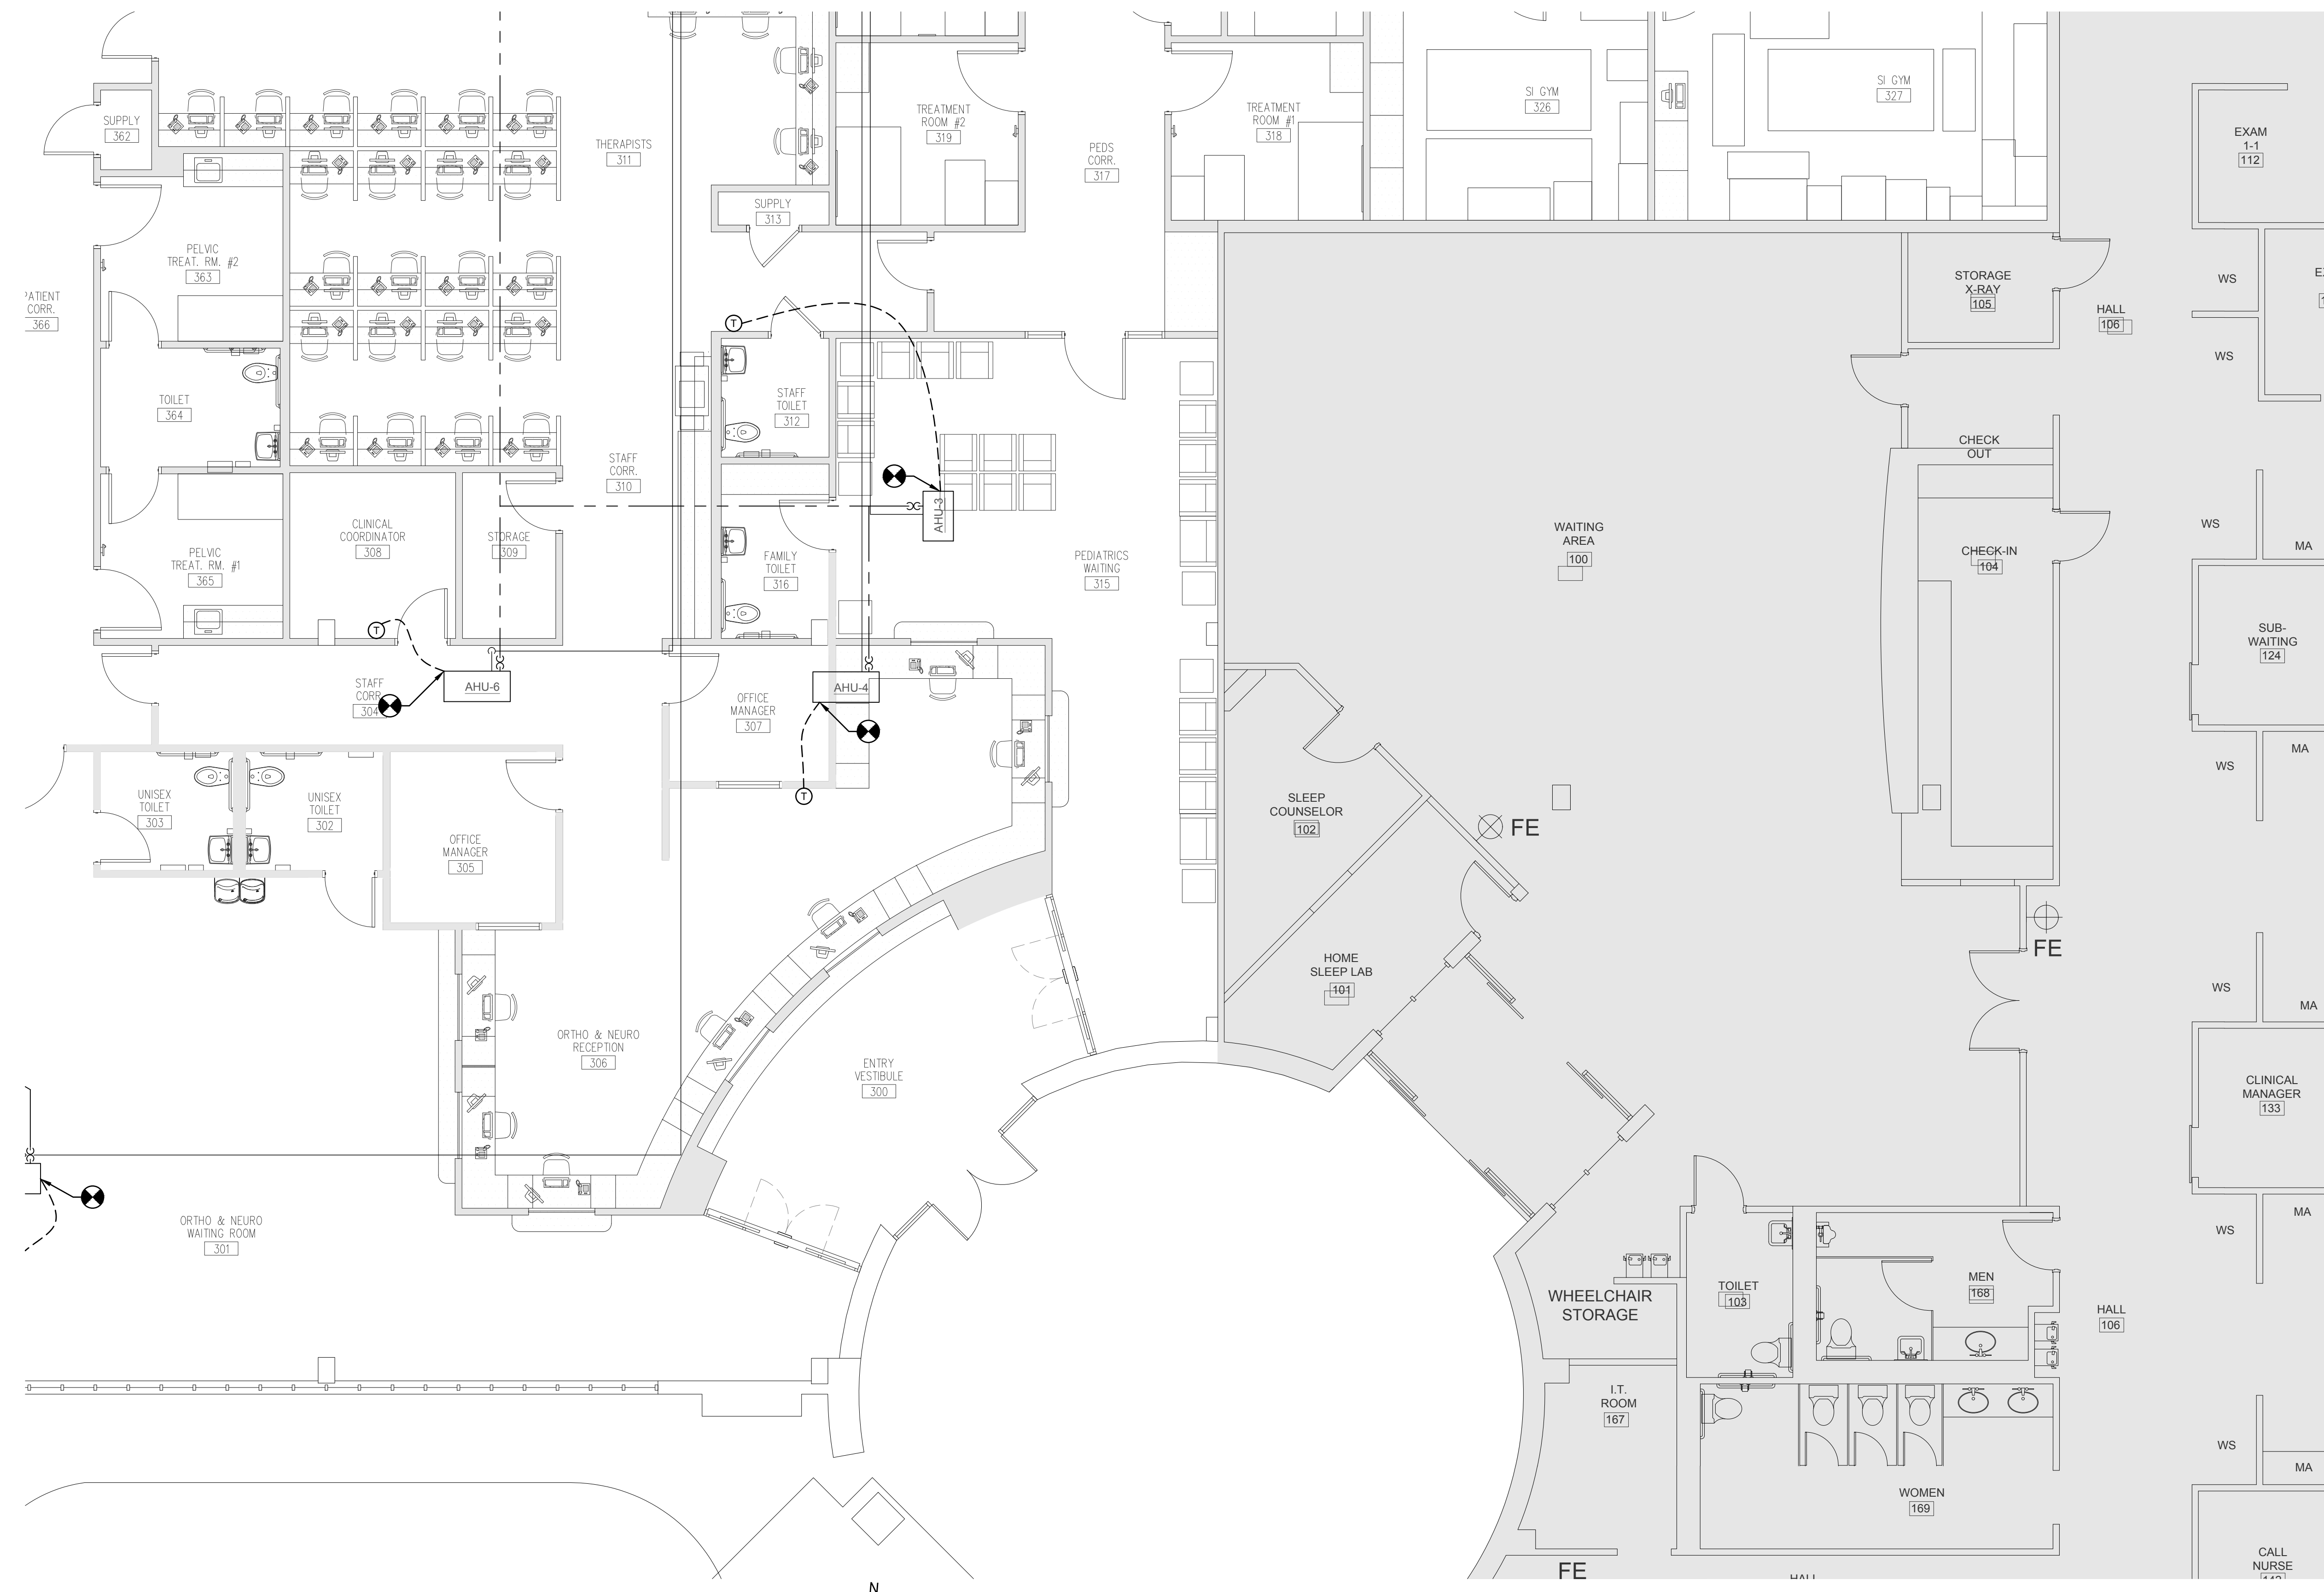 SUPPLY
362
THERAPISTS
311
TREATMENT
ROOM #2
319
PEDS
CORR.
317
TREATMENT
ROOM #1
318
SI GYM
326
SI GYM
327
EXAM
1-1
112
SUPPLY
313
PELVIC
TREAT. RM. #2
363
CORR.
366
STORAGE
X-RAY
105
HALL
106
WS
WS
T
TOILET
364
STAFF
TOILET
312
STAFF
CORR.
310
CHECK
OUT
CHECK-IN
104
WS
MA
AHU-3
CLINICAL
COORDINATOR
308
STORAGE
309
PELVIC
TREAT. RM. #1
365
FAMILY
TOILET
316
PEDIATRICS
WAITING
315
WAITING
AREA
100
SUB-
WAITING
124
T
STAFF
CORR.
304
AHU-6
OFFICE
MANAGER
307
AHU-4
T
MA
WS
UNISEX
TOILET
303
UNISEX
TOILET
302
OFFICE
MANAGER
305
SLEEP
COUNSELOR
102
FE
FE
HOME
SLEEP LAB
101
WS
MA
ORTHO & NEURO
RECEPTION
306
ENTRY
VESTIBULE
300
CLINICAL
MANAGER
133
ORTHO & NEURO
WAITING ROOM
301
WS
MA
WHEELCHAIR
STORAGE
TOILET
103
MEN
168
HALL
106
I.T.
ROOM
167
WS
MA
WOMEN
169
CALL
NURSE
FE
HALL
N